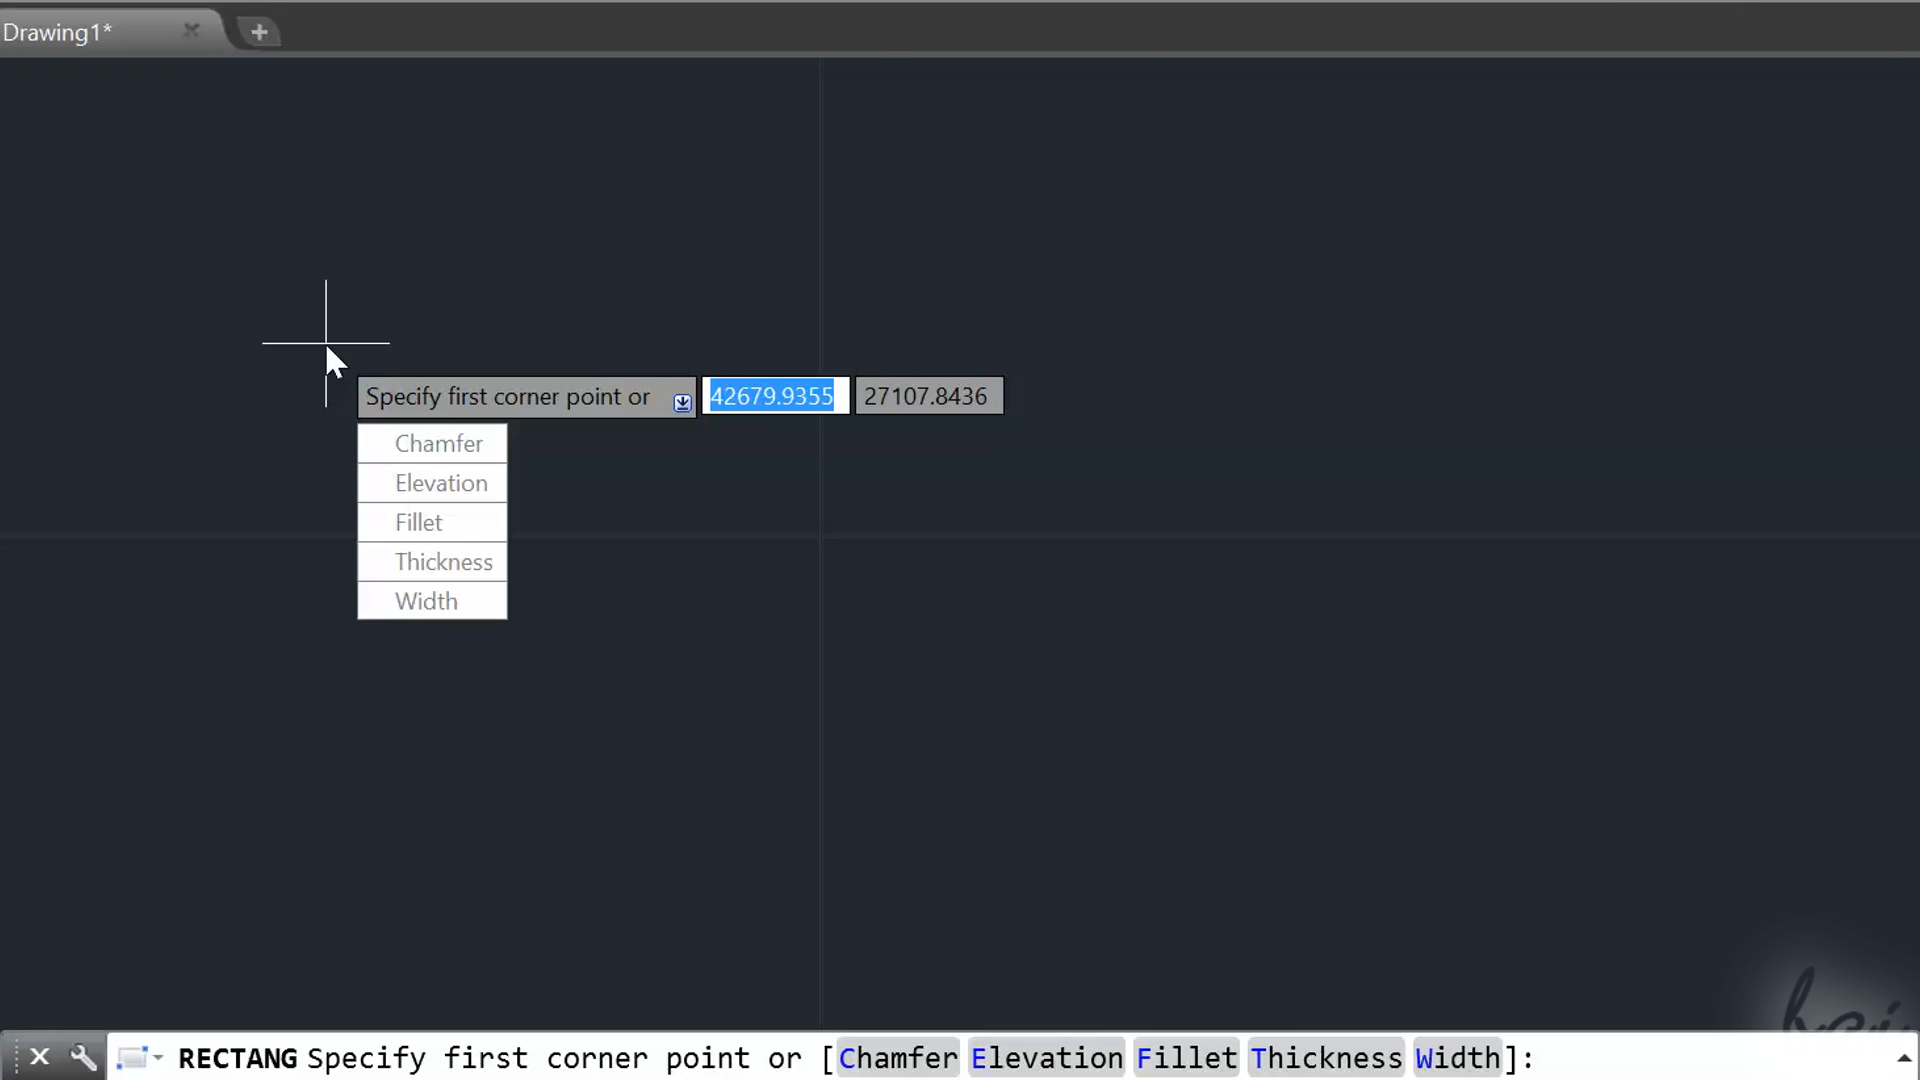 Drawing1*
Specify first corner point or 42679.9355 27107.8436
Chamfer
Elevation
Fillet
Thickness
Width
RECTANG Specify first corner point or [Chamfer Elevation Fillet Thickness Width]: